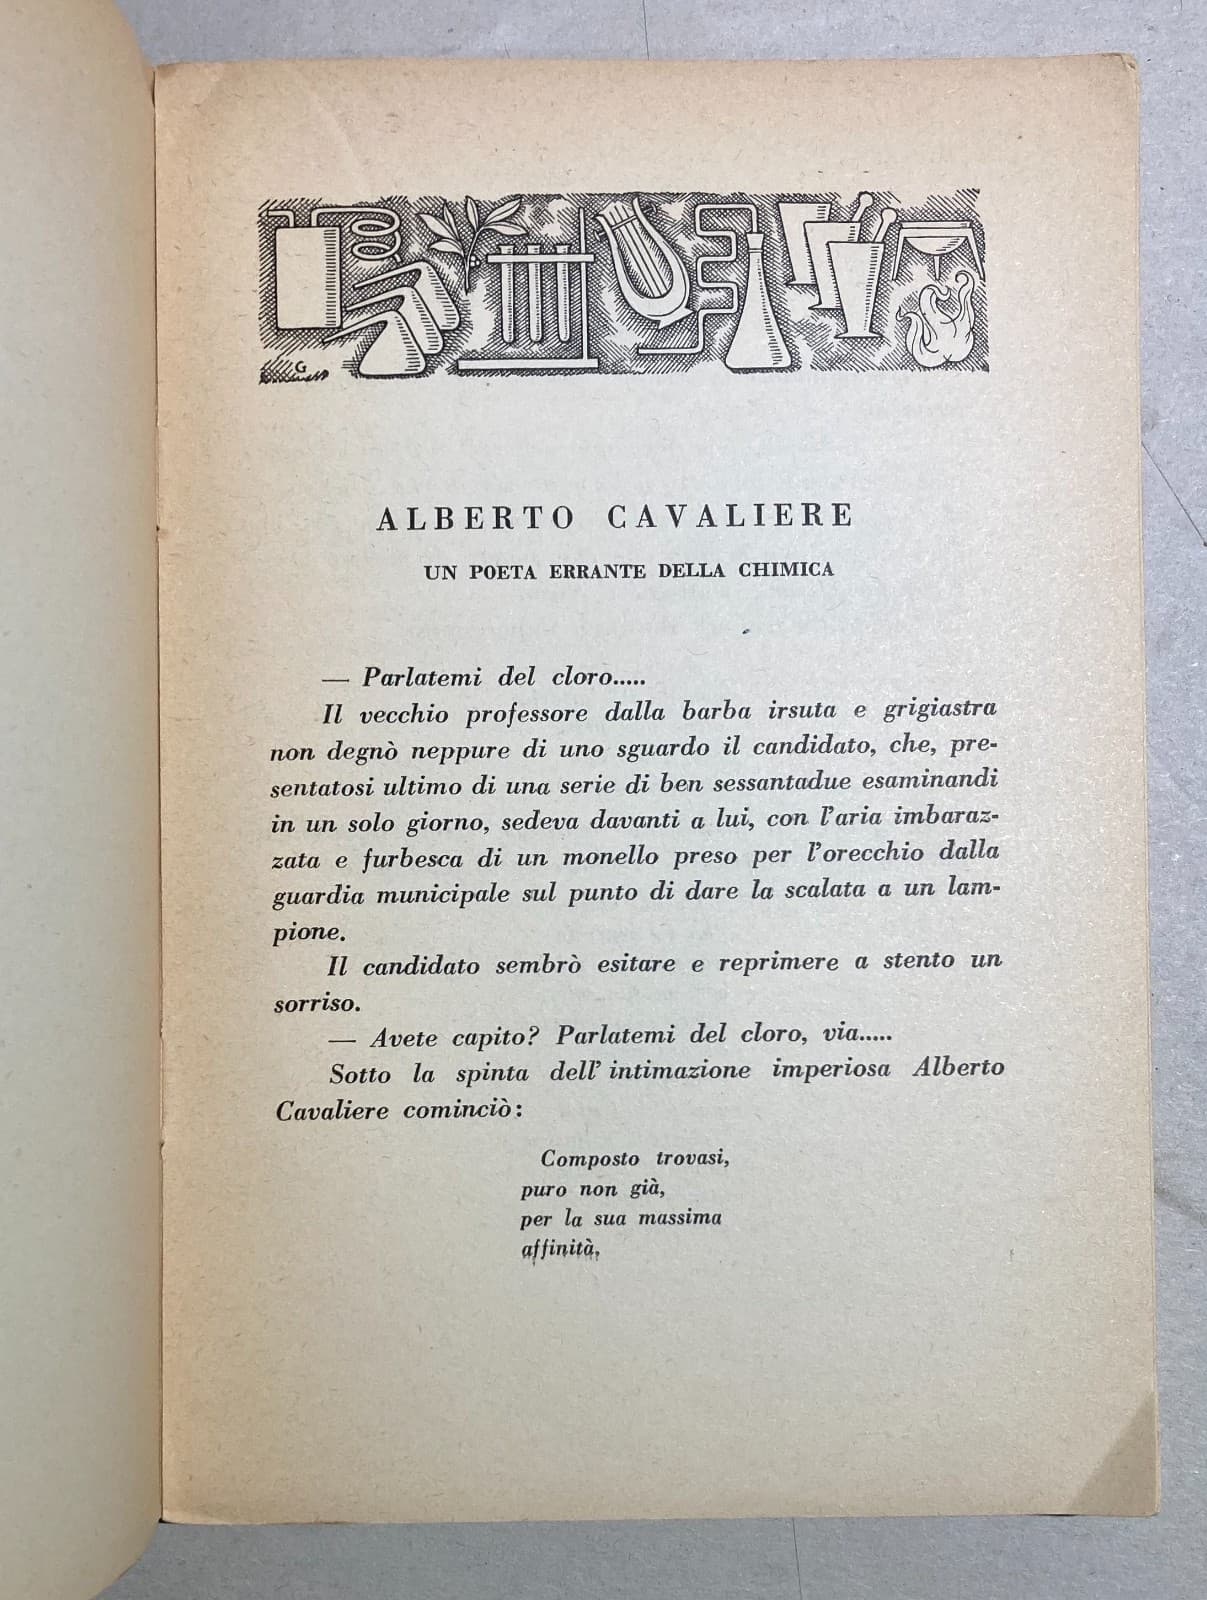 G
ALBERTO CAVALIERE
UN POETA ERRANTE DELLA CHIMICA
— Parlatemi del cloro.....
Il vecchio professore dalla barba irsuta e grigiastra
non degnò neppure di uno sguardo il candidato, che, pre-
sentatosi ultimo di una serie di ben sessantadue esaminandi
in un solo giorno, sedeva davanti a lui, con l'aria imbaraz-
zata e furbesca di un monello preso per l'orecchio dalla
guardia municipale sul punto di dare la scalata a un lam-
pione.
Il candidato sembrò esitare e reprimere a stento un
sorriso.
— Avete capito? Parlatemi del cloro, via.....
Sotto la spinta dell' intimazione imperiosa Alberto
Cavaliere cominciò:
Composto trovasi,
puro non già,
per la sua massima
affinità,